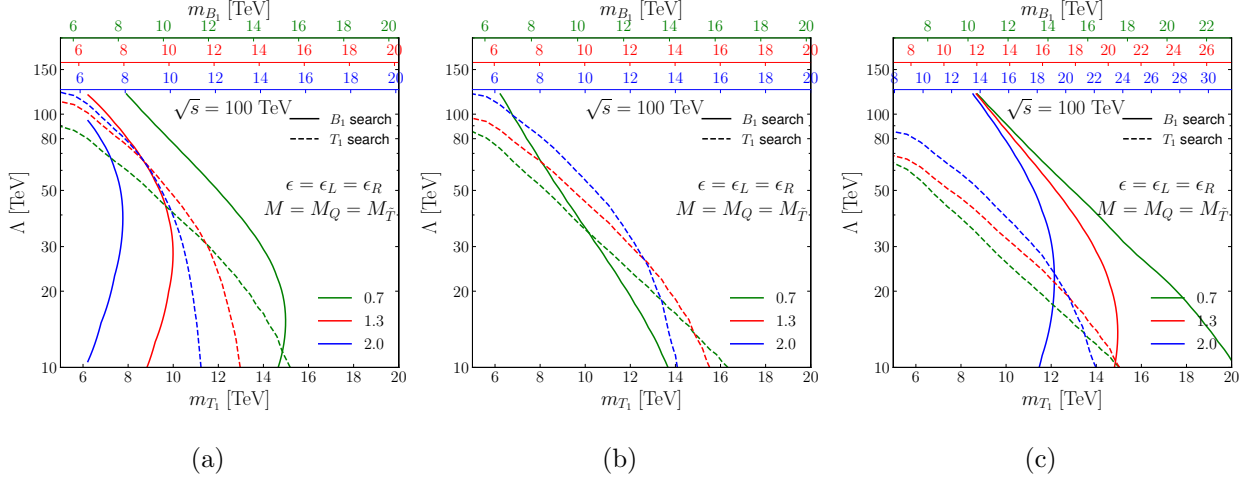 m_{B_1} [TeV]
6 8 10 12 14 16 18 20
6 8 10 12 14 16 18 20
6 8 10 12 14 16 18 20
150
100
80
50
30
20
10
Λ [TeV]
√s = 100 TeV
B_1 search
T_1 search
ϵ = ϵ_L = ϵ_R
M = M_Q = M_{T̃}
0.7
1.3
2.0
6 8 10 12 14 16 18 20
m_{T_1} [TeV]
(a)
m_{B_1} [TeV]
6 8 10 12 14 16 18 20
6 8 10 12 14 16 18 20
6 8 10 12 14 16 18 20
150
100
80
50
30
20
10
Λ [TeV]
√s = 100 TeV
B_1 search
T_1 search
ϵ = ϵ_L = ϵ_R
M = M_Q = M_{T̃}
0.7
1.3
2.0
6 8 10 12 14 16 18 20
m_{T_1} [TeV]
(b)
m_{B_1} [TeV]
8 10 12 14 16 18 20 22
8 10 12 14 16 18 20 22 24 26
8 10 12 14 16 18 20 22 24 26 28 30
150
100
80
50
30
20
10
Λ [TeV]
√s = 100 TeV
B_1 search
T_1 search
ϵ = ϵ_L = ϵ_R
M = M_Q = M_{T̃}
0.7
1.3
2.0
6 8 10 12 14 16 18 20
m_{T_1} [TeV]
(c)